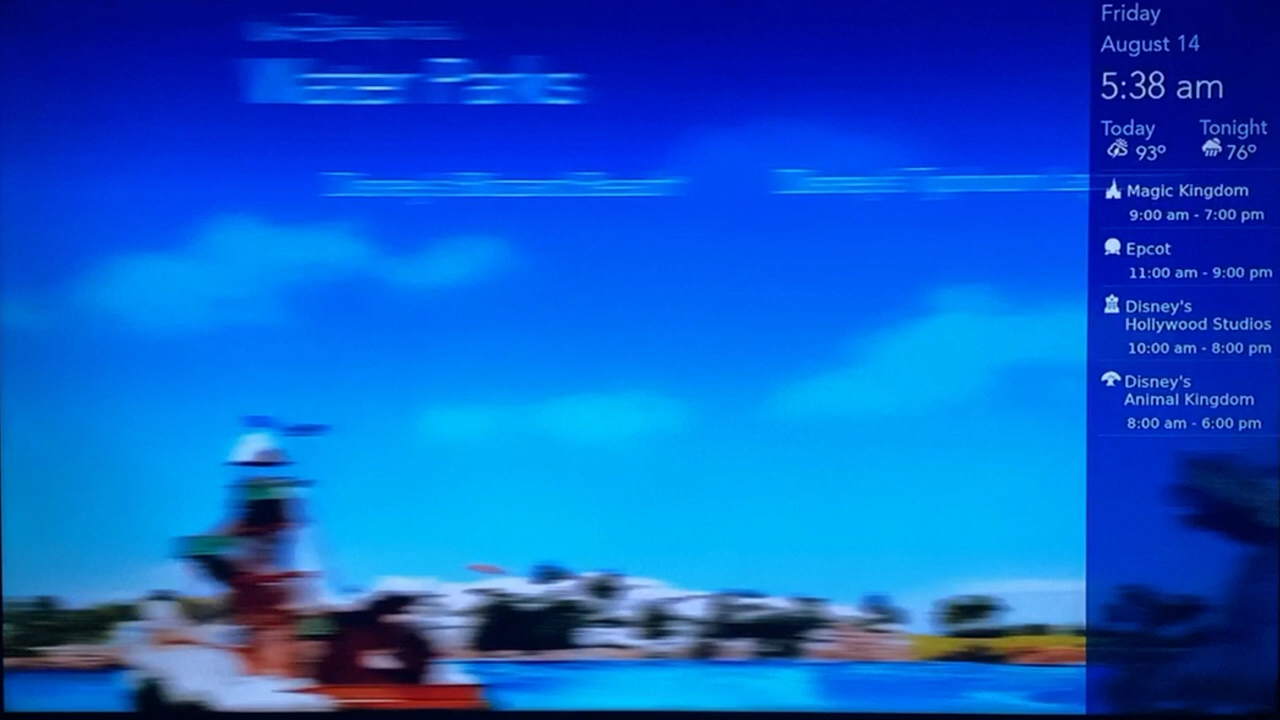 Friday
August 14
5:38 am
Today Tonight
93° 76°
Magic Kingdom
9:00 am - 7:00 pm
Epcot
11:00 am - 9:00 pm
Disney's
Hollywood Studios
10:00 am - 8:00 pm
Disney's
Animal Kingdom
8:00 am - 6:00 pm